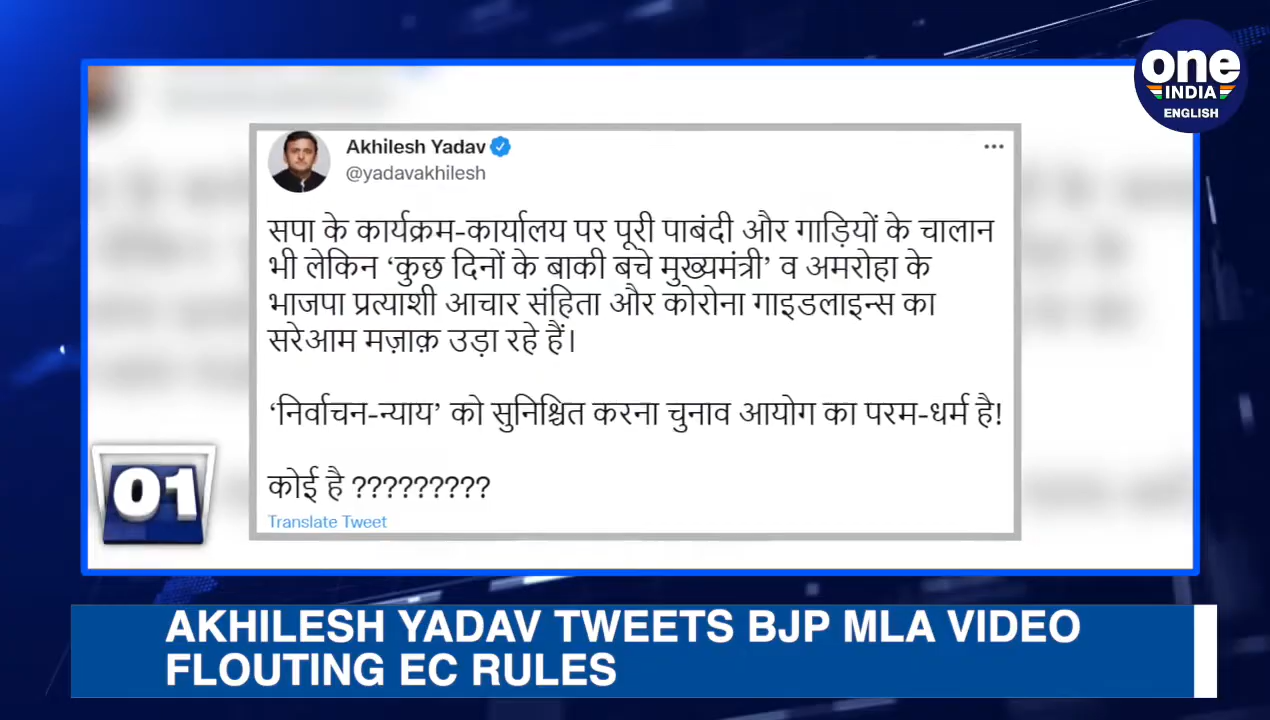 one
INDIA
ENGLISH
Akhilesh Yadav
@yadavakhilesh
सपा के कार्यक्रम-कार्यालय पर पूरी पाबंदी और गाड़ियों के चालान
भी लेकिन ‘कुछ दिनों के बाकी बचे मुख्यमंत्री’ व अमरोहा के
भाजपा प्रत्याशी आचार संहिता और कोरोना गाइडलाइन्स का
सरेआम मज़ाक़ उड़ा रहे हैं।
‘निर्वाचन-न्याय’ को सुनिश्चित करना चुनाव आयोग का परम-धर्म है!
कोई है ?????????
Translate Tweet
01
AKHILESH YADAV TWEETS BJP MLA VIDEO
FLOUTING EC RULES